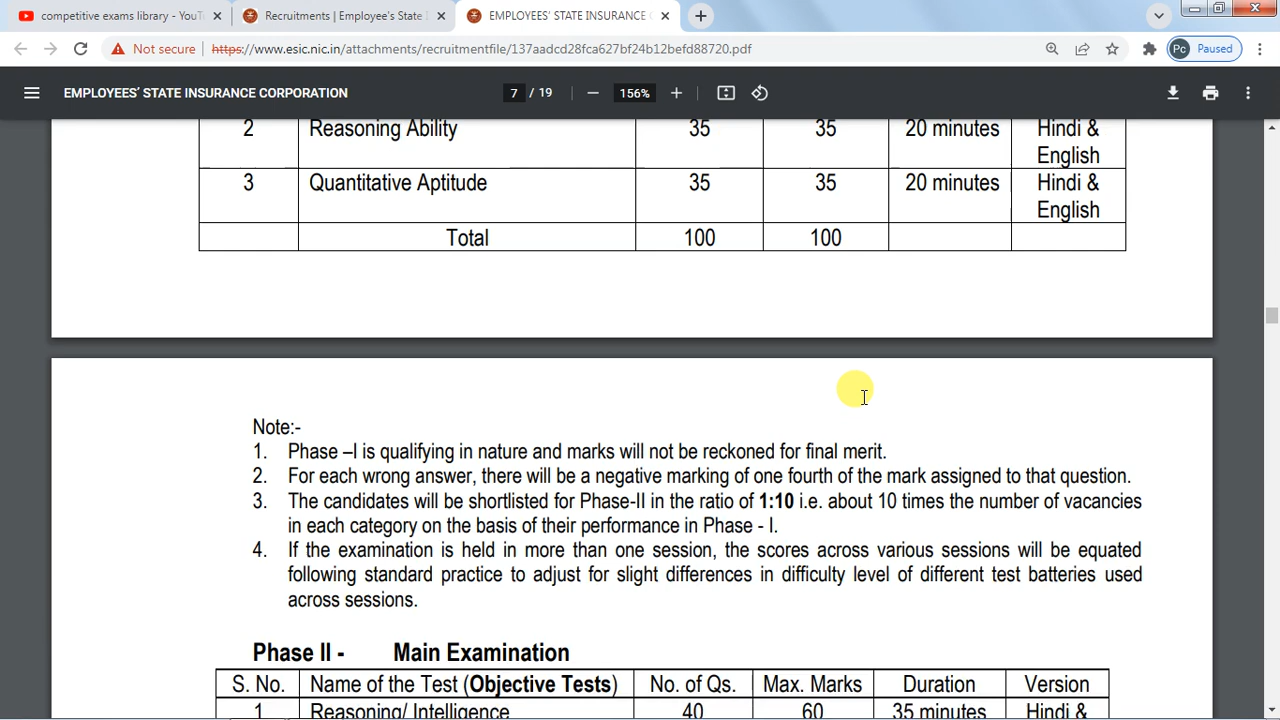 competitive exams library - YouT
Recruitments | Employee's State I
EMPLOYEES' STATE INSURANCE C
Not secure
https://www.esic.nic.in/attachments/recruitmentfile/137aadcd28fca627bf24b12befd88720.pdf
Pc Paused
EMPLOYEES' STATE INSURANCE CORPORATION
7 / 19
156%
2 Reasoning Ability 35 35 20 minutes Hindi &
English
3 Quantitative Aptitude 35 35 20 minutes Hindi &
English
Total 100 100
Note:-
1. Phase –I is qualifying in nature and marks will not be reckoned for final merit.
2. For each wrong answer, there will be a negative marking of one fourth of the mark assigned to that question.
3. The candidates will be shortlisted for Phase-II in the ratio of 1:10 i.e. about 10 times the number of vacancies
in each category on the basis of their performance in Phase - I.
4. If the examination is held in more than one session, the scores across various sessions will be equated
following standard practice to adjust for slight differences in difficulty level of different test batteries used
across sessions.
Phase II - Main Examination
S. No. Name of the Test (Objective Tests) No. of Qs. Max. Marks Duration Version
1 Reasoning/ Intelligence 40 60 35 minutes Hindi &